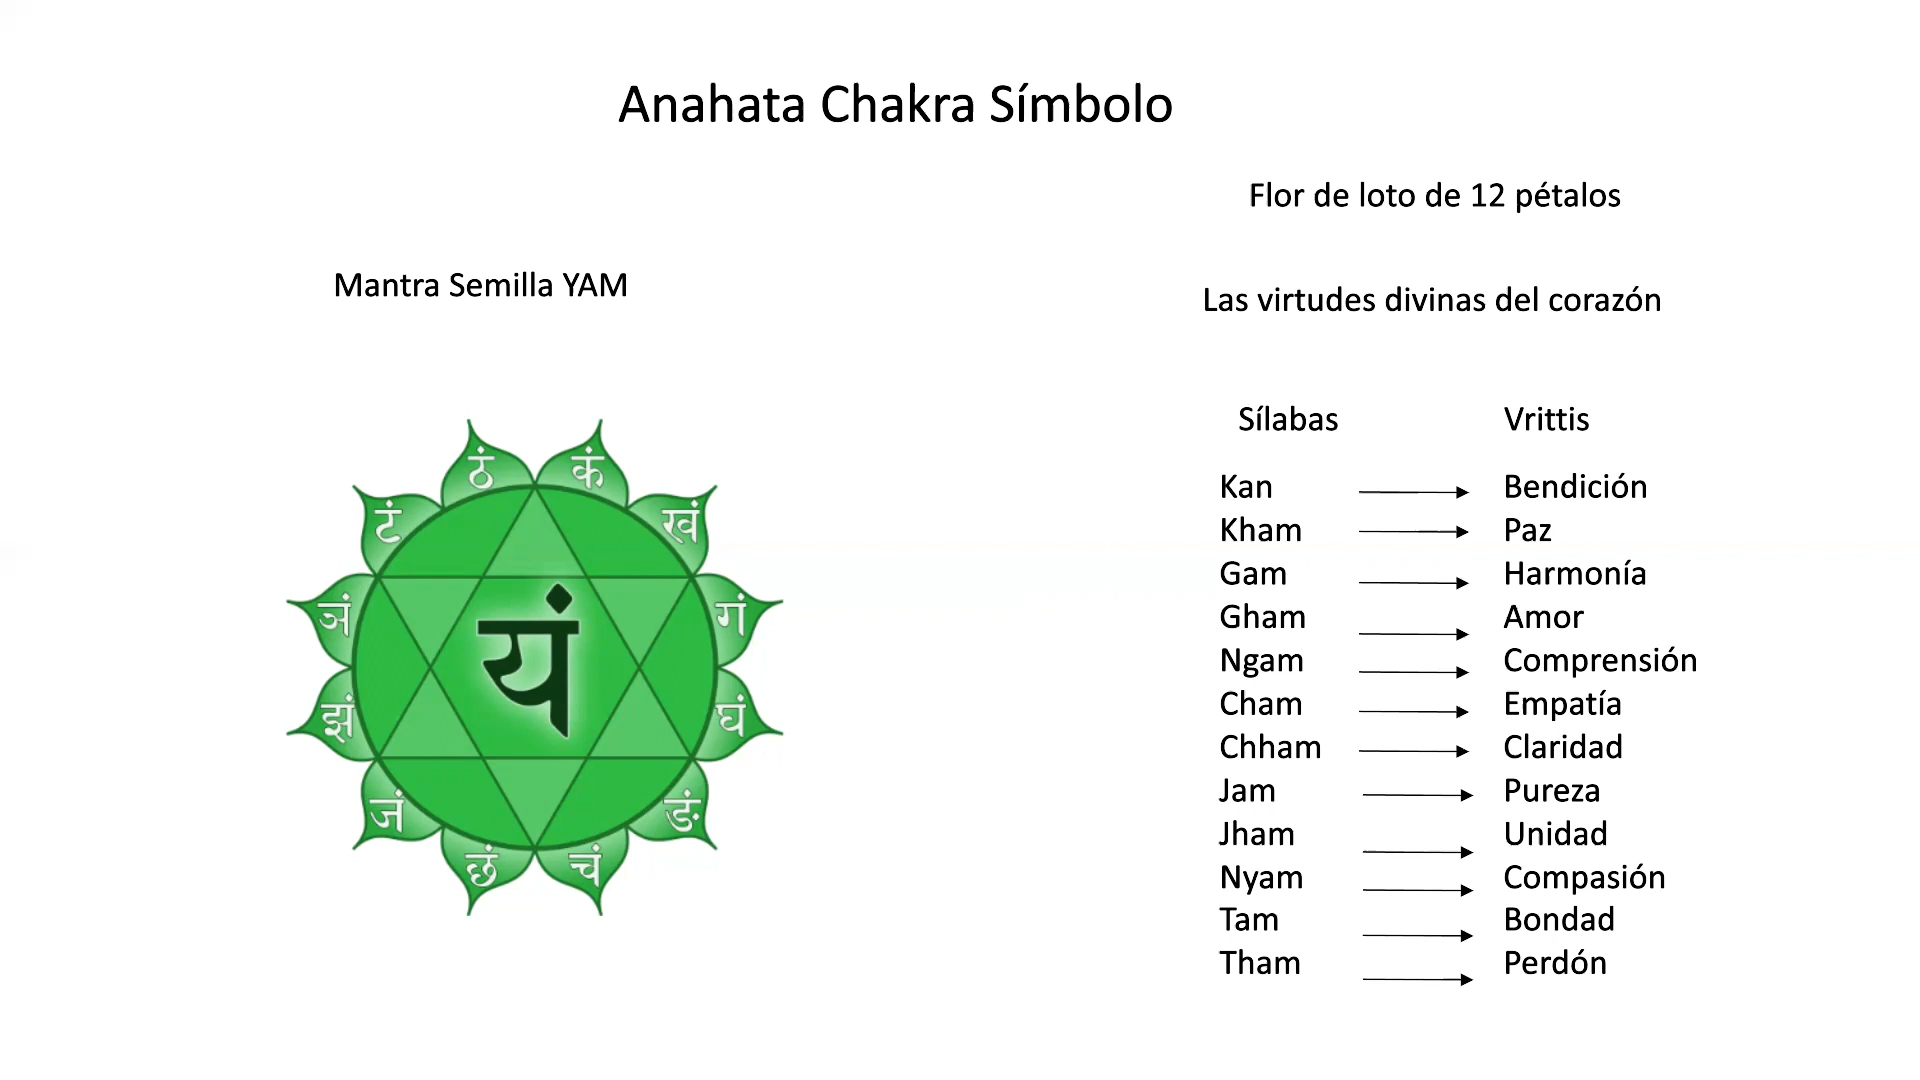 Anahata Chakra Símbolo
Flor de loto de 12 pétalos
Mantra Semilla YAM
Las virtudes divinas del corazón
Sílabas Vrittis
Kan Bendición
Kham Paz
Gam Harmonía
Gham Amor
Ngam Comprensión
Cham Empatía
Chham Claridad
Jam Pureza
Jham Unidad
Nyam Compasión
Tam Bondad
Tham Perdón
यं
कं
खं
गं
घं
ङं
चं
छं
जं
झं
ञं
टं
ठं